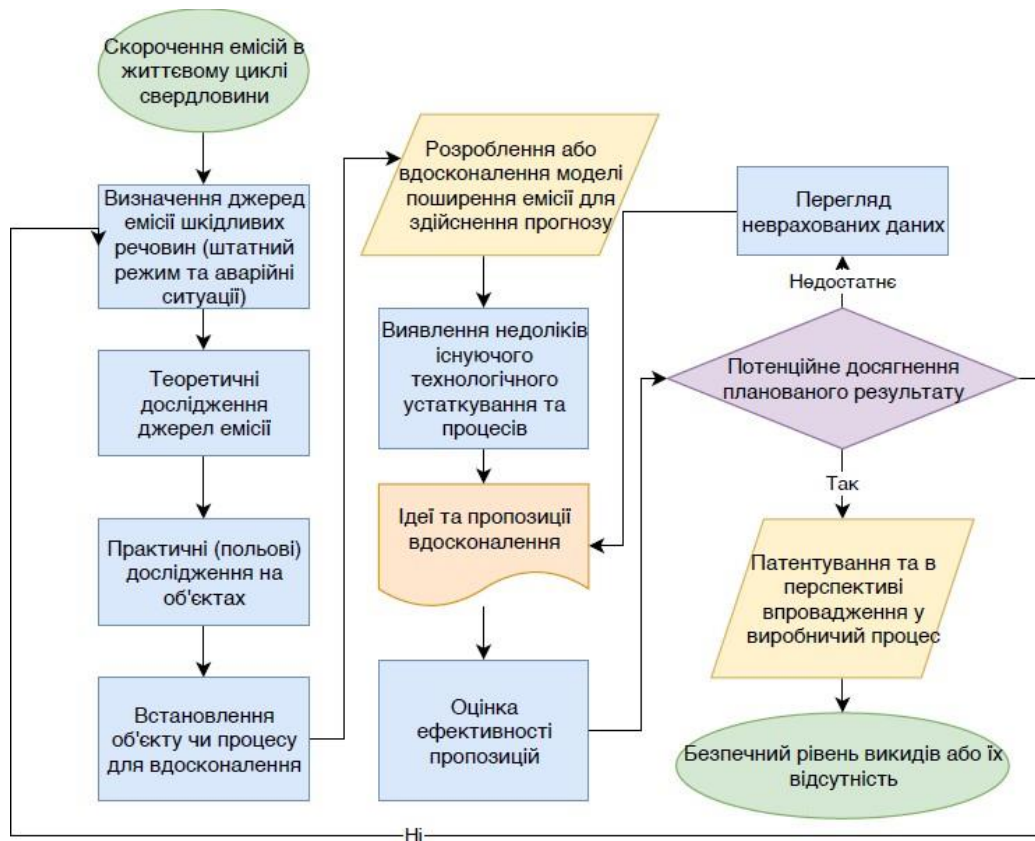 Скорочення емісій в
життєвому циклі
свердловини
Визначення джеред
емісії шкідливих
речовин (штатний
режим та аварійні
ситуації)
Теоретичні
дослідження
джерел емісії
Практичні (польові)
дослідження на
об'єктах
Встановлення
об'єкту чи процесу
для вдосконалення
Розроблення або
вдосконалення моделі
поширення емісії для
здійснення прогнозу
Виявлення недоліків
існуючого
технологічного
устаткування та
процесів
Ідеї та пропозиції
вдосконалення
Оцінка
ефективності
пропозицій
Перегляд
неврахованих даних
Недостатнє
Потенційне досягнення
планованого результату
Так
Патентування та в
перспективі
впровадження у
виробничий процес
Безпечний рівень викидів або їх
відсутність
Ні